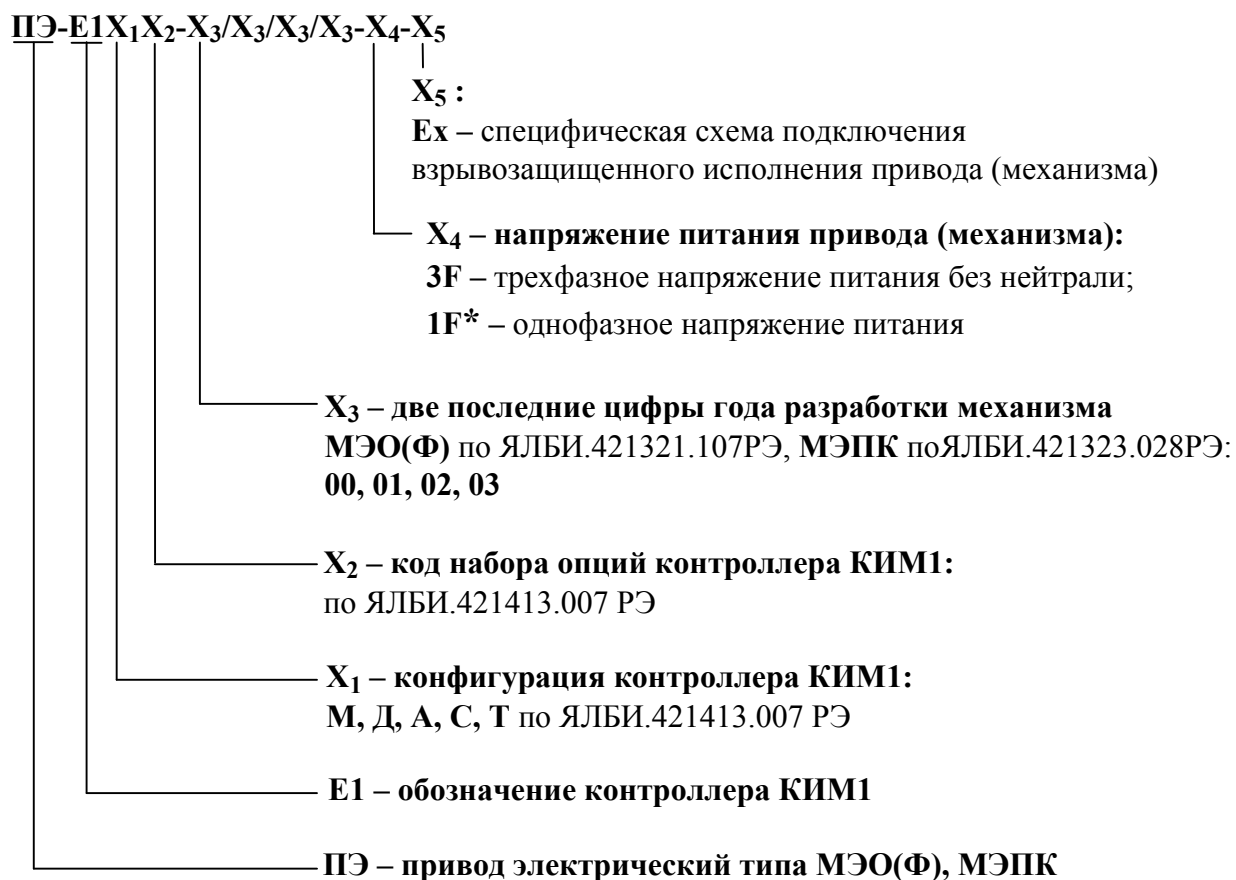 ПЭ-Е1X1X2-X3/X3/X3/X3-X4-X5
X5 :
Ex – специфическая схема подключения
взрывозащищенного исполнения привода (механизма)
X4 – напряжение питания привода (механизма):
3F – трехфазное напряжение питания без нейтрали;
1F* – однофазное напряжение питания
X3 – две последние цифры года разработки механизма
МЭО(Ф) по ЯЛБИ.421321.107РЭ, МЭПК поЯЛБИ.421323.028РЭ:
00, 01, 02, 03
X2 – код набора опций контроллера КИМ1:
по ЯЛБИ.421413.007 РЭ
X1 – конфигурация контроллера КИМ1:
М, Д, А, С, Т по ЯЛБИ.421413.007 РЭ
Е1 – обозначение контроллера КИМ1
ПЭ – привод электрический типа МЭО(Ф), МЭПК